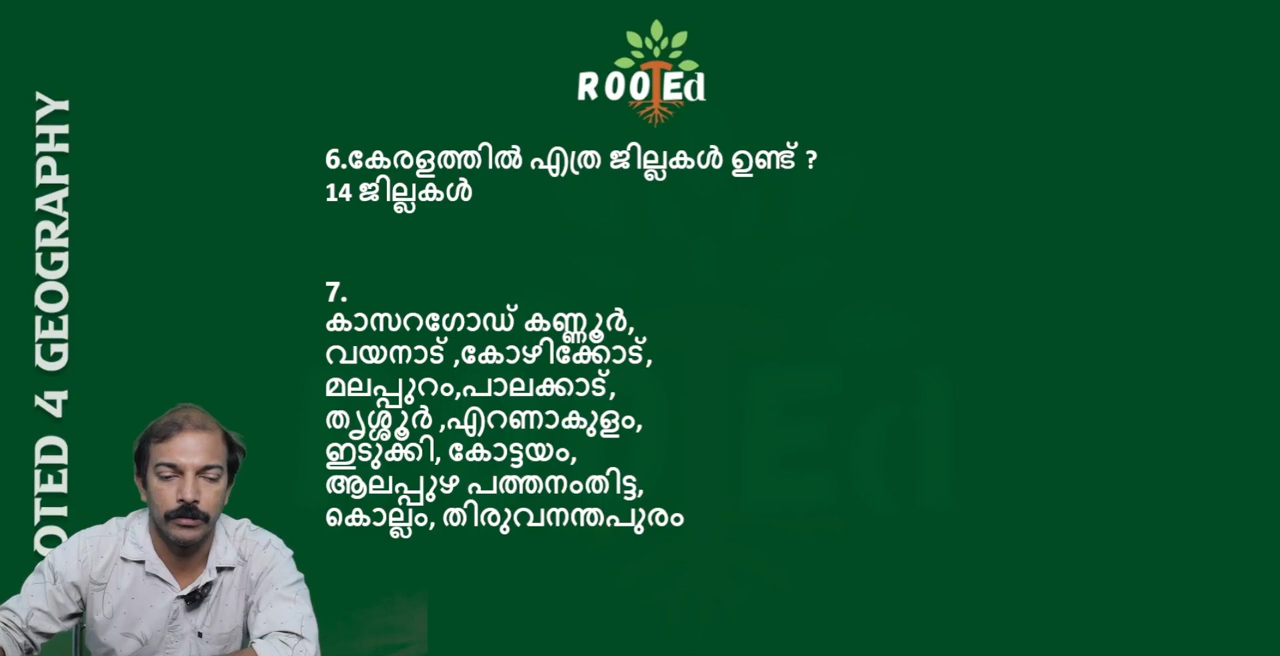 ROOTEd
OTED 4 GEOGRAPHY
6.കേരളത്തിൽ എത്ര ജില്ലകൾ ഉണ്ട് ?
14 ജില്ലകൾ
7.
കാസറഗോഡ് കണ്ണൂർ,
വയനാട് ,കോഴിക്കോട്,
മലപ്പുറം,പാലക്കാട്,
തൃശ്ശൂർ ,എറണാകുളം,
ഇടുക്കി, കോട്ടയം,
ആലപ്പുഴ പത്തനംതിട്ട,
കൊല്ലം, തിരുവനന്തപുരം